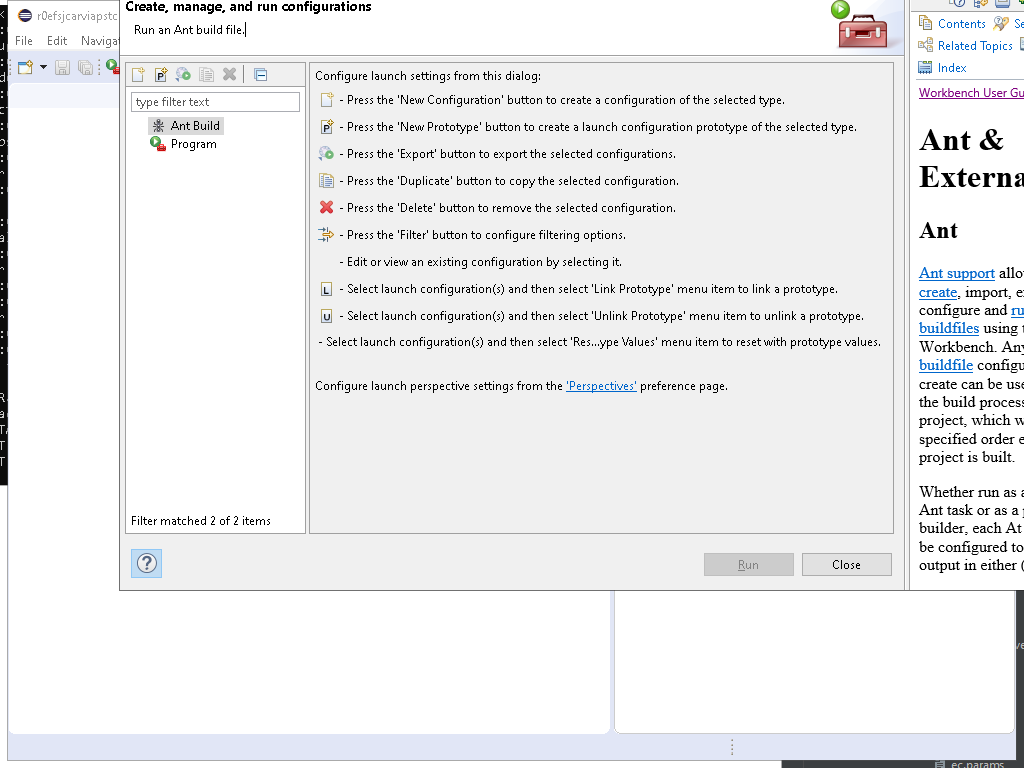 Create, manage, and run configurations
Run an Ant build file.
r0efsjcarviapstc
File Edit Navigat
type filter text
Ant Build
Program
Filter matched 2 of 2 items
Configure launch settings from this dialog:
- Press the 'New Configuration' button to create a configuration of the selected type.
- Press the 'New Prototype' button to create a launch configuration prototype of the selected type.
- Press the 'Export' button to export the selected configurations.
- Press the 'Duplicate' button to copy the selected configuration.
- Press the 'Delete' button to remove the selected configuration.
- Press the 'Filter' button to configure filtering options.
- Edit or view an existing configuration by selecting it.
- Select launch configuration(s) and then select 'Link Prototype' menu item to link a prototype.
- Select launch configuration(s) and then select 'Unlink Prototype' menu item to unlink a prototype.
- Select launch configuration(s) and then select 'Res...ype Values' menu item to reset with prototype values.
Configure launch perspective settings from the 'Perspectives' preference page.
Run
Close
Contents Se
Related Topics
Index
Workbench User Gu
Ant &
Externa
Ant
Ant support allo
create, import, e
configure and ru
buildfiles using t
Workbench. Any
buildfile configu
create can be use
the build process
project, which w
specified order e
project is built.
Whether run as a
Ant task or as a p
builder, each At
be configured to
output in either (
ec.params